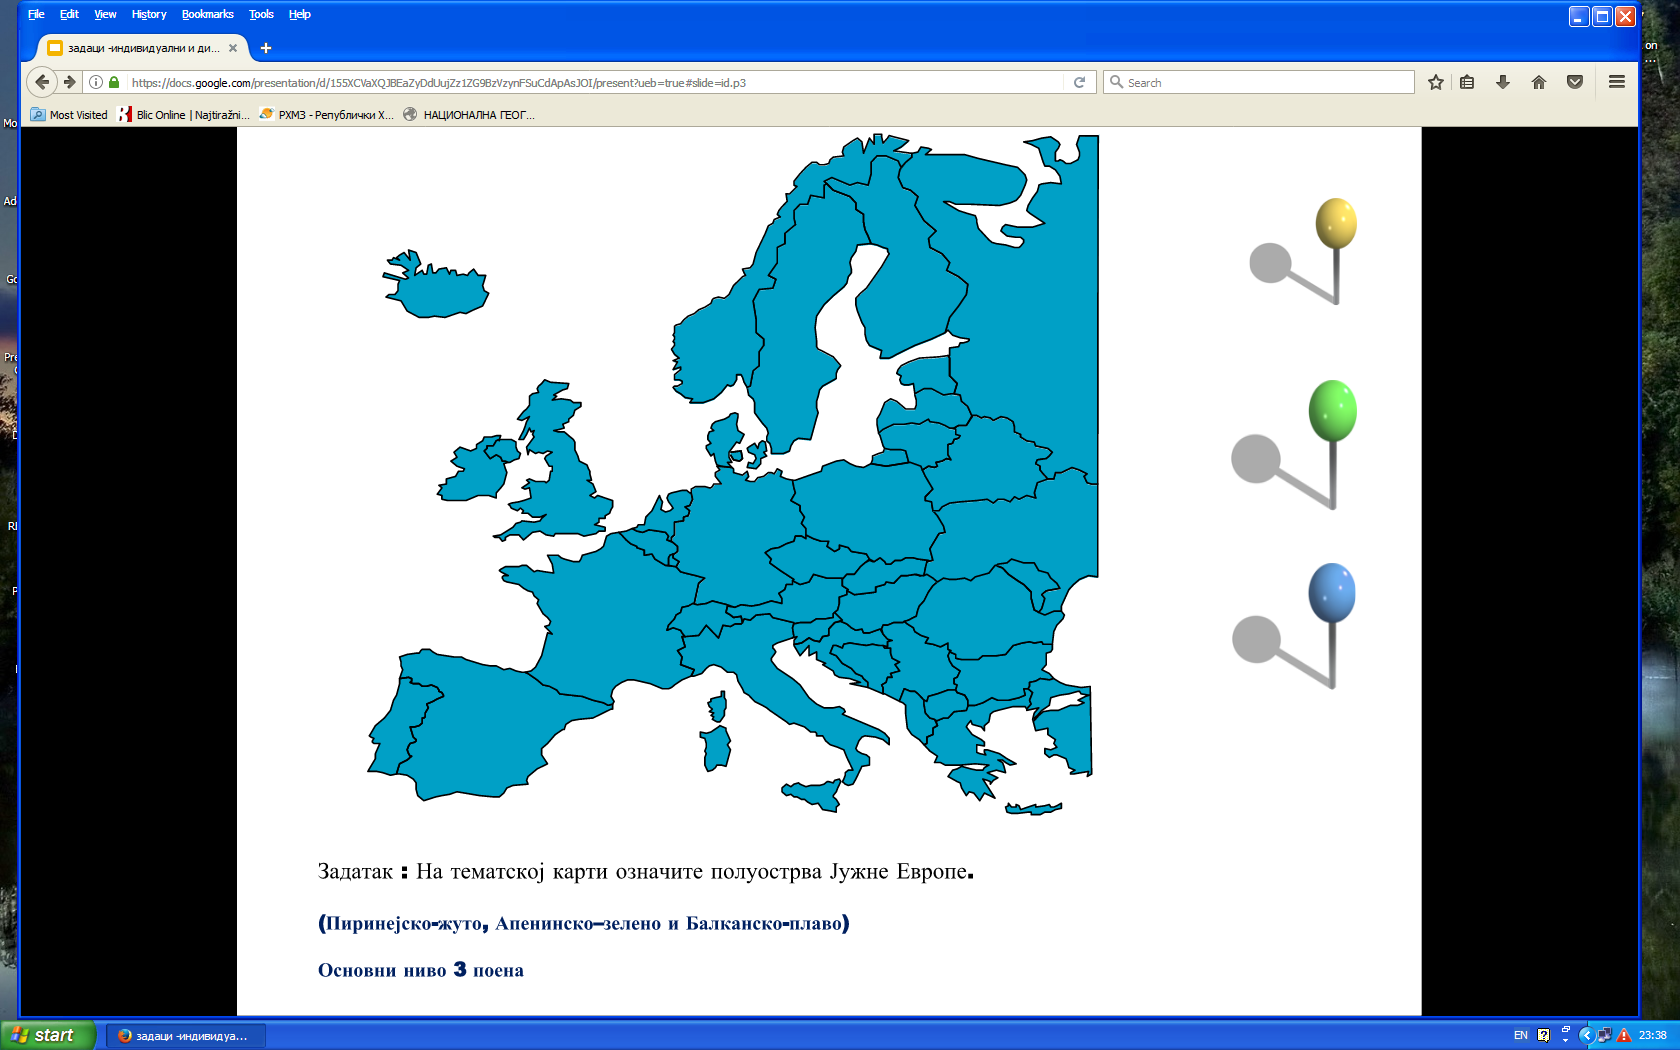 File Edit View History Bookmarks Tools Help
задаци -индивидуални и ди...
https://docs.google.com/presentation/d/155XCVaXQJBEaZyDdUujZz1ZG9BzVzynFSuCdApAsJOI/present?ueb=true#slide=id.p3
Search
Most Visited Blic Online | Najtiražni... РХМЗ - Републички Х... НАЦИОНАЛНА ГЕОГ...
Задатак : На тематској карти означите полуострва Јужне Европе.
(Пиринејско-жуто, Апенинско–зелено и Балканско-плаво)
Основни ниво 3 поена
start задаци -индивидуа... EN 23:38